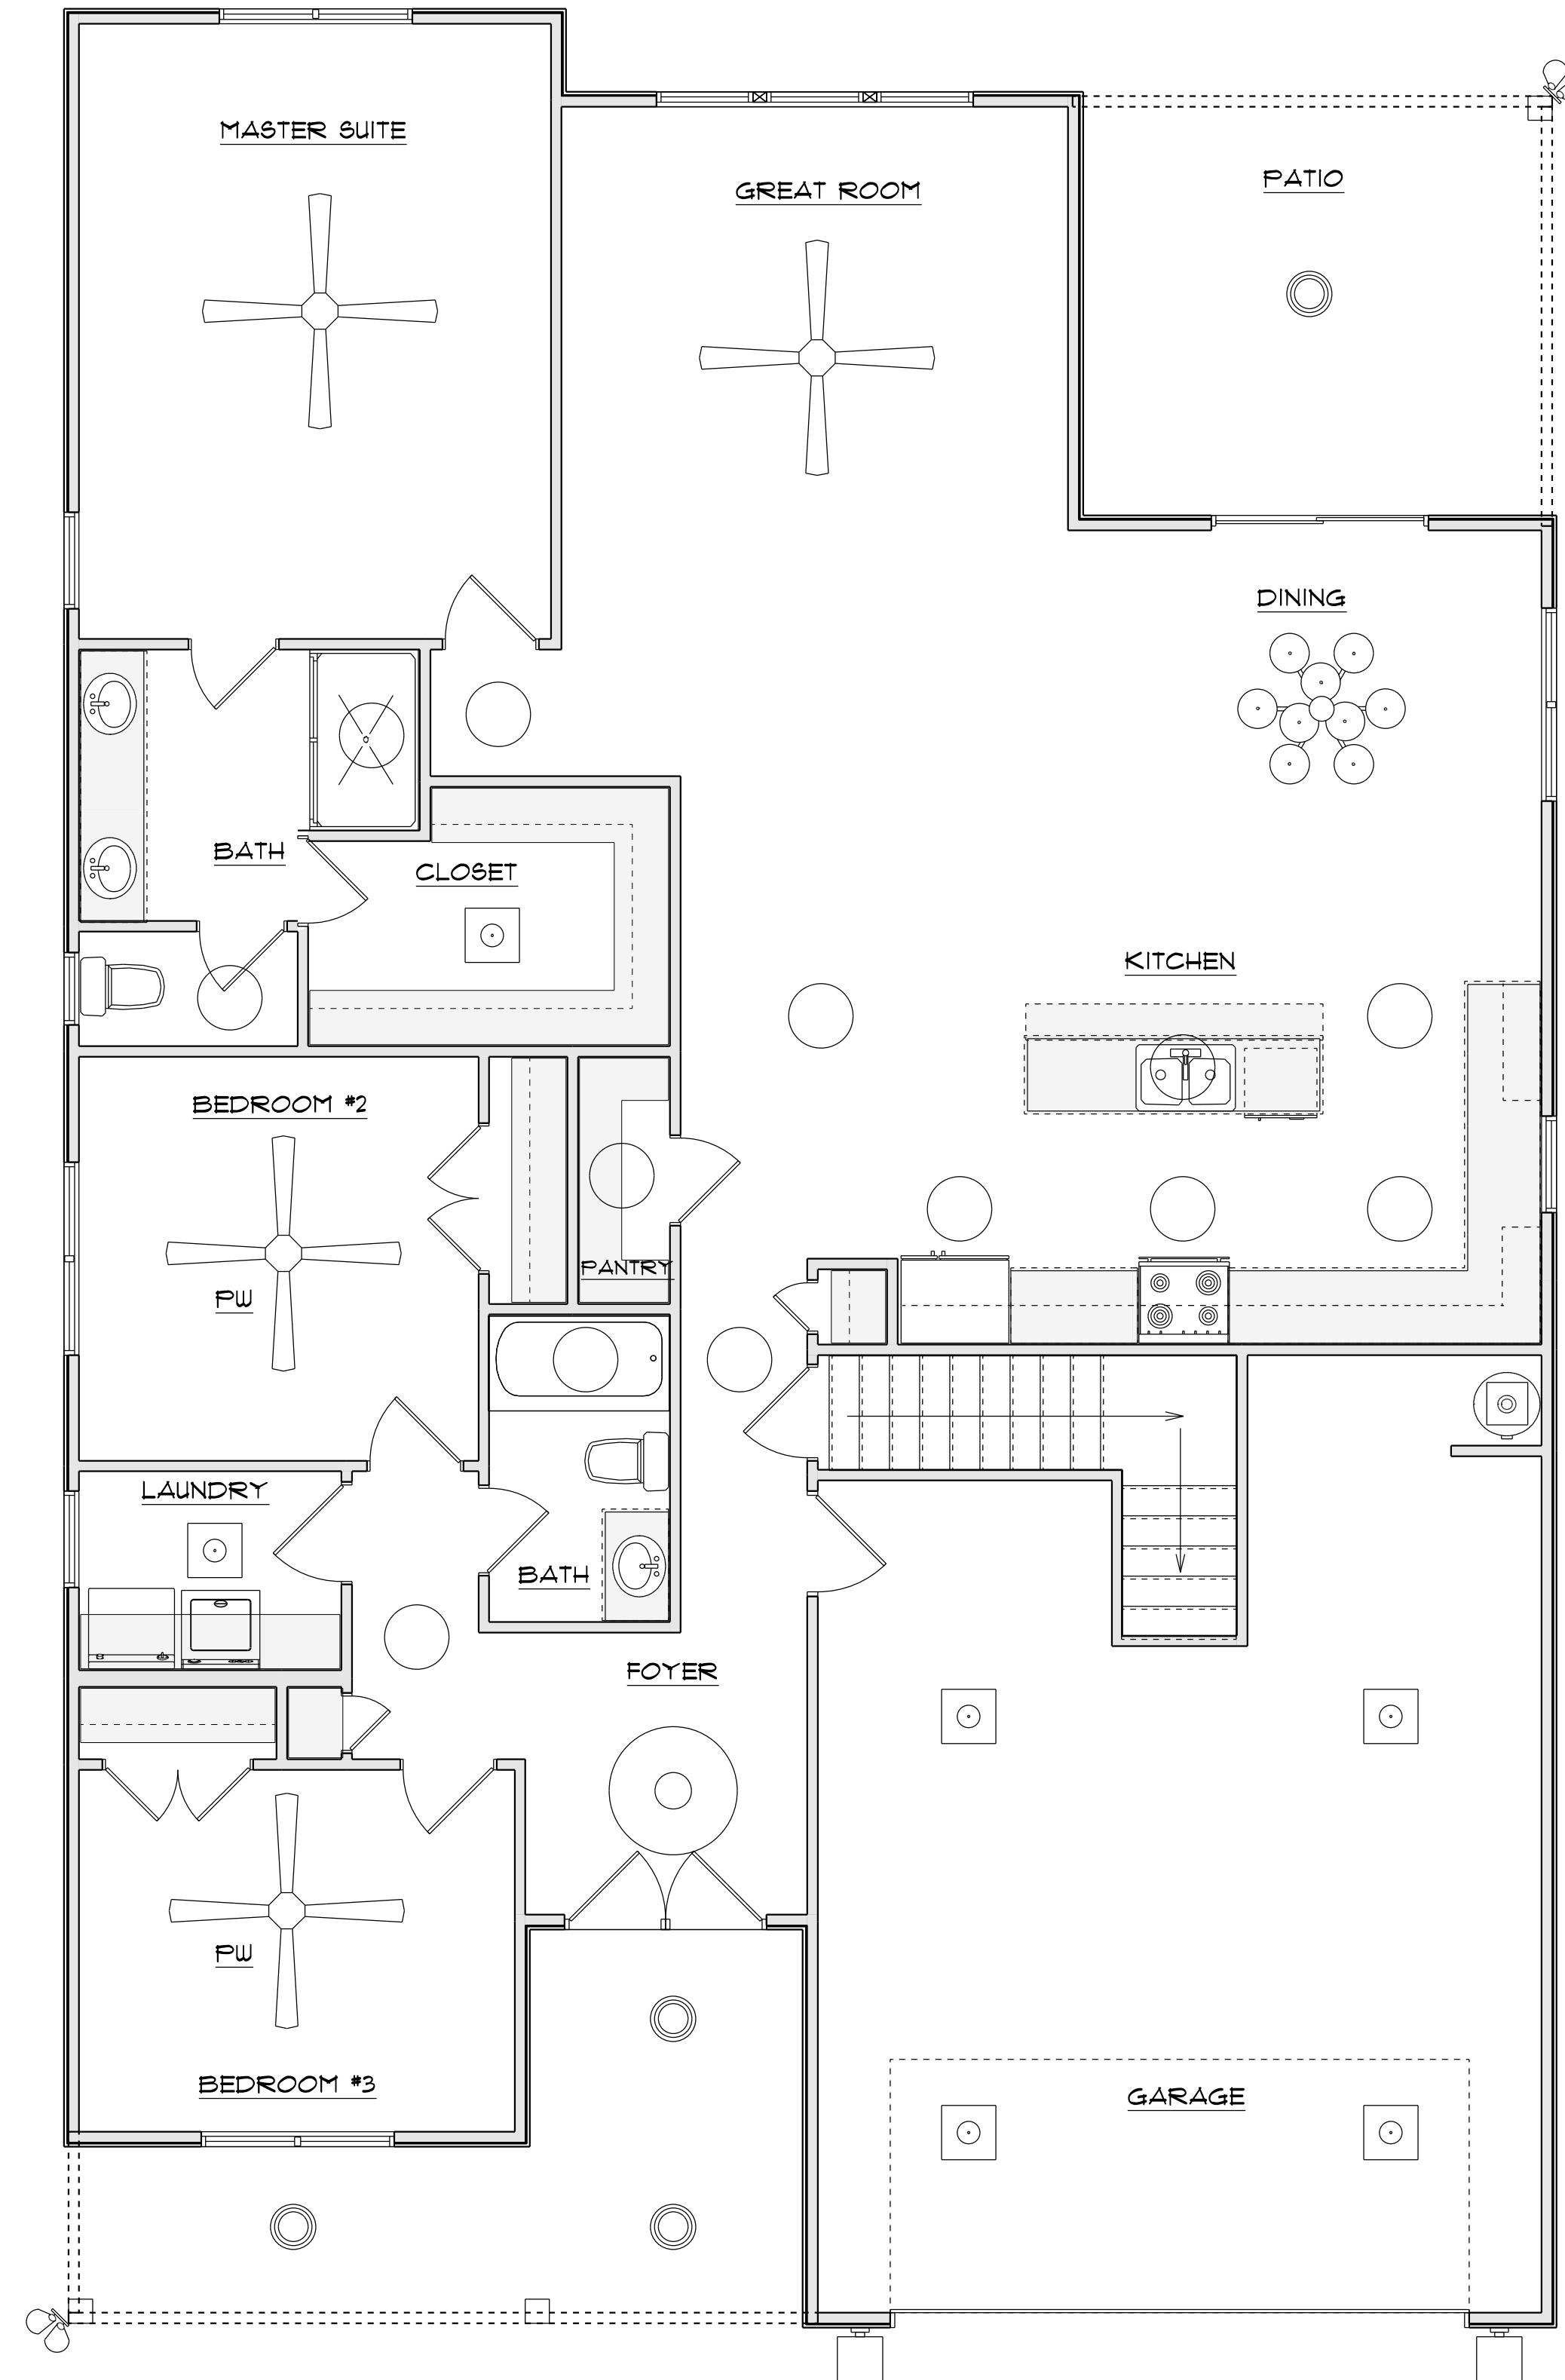 MASTER SUITE
GREAT ROOM
PATIO
DINING
BATH
CLOSET
KITCHEN
BEDROOM #2
PANTRY
PW
LAUNDRY
BATH
FOYER
PW
BEDROOM #3
GARAGE